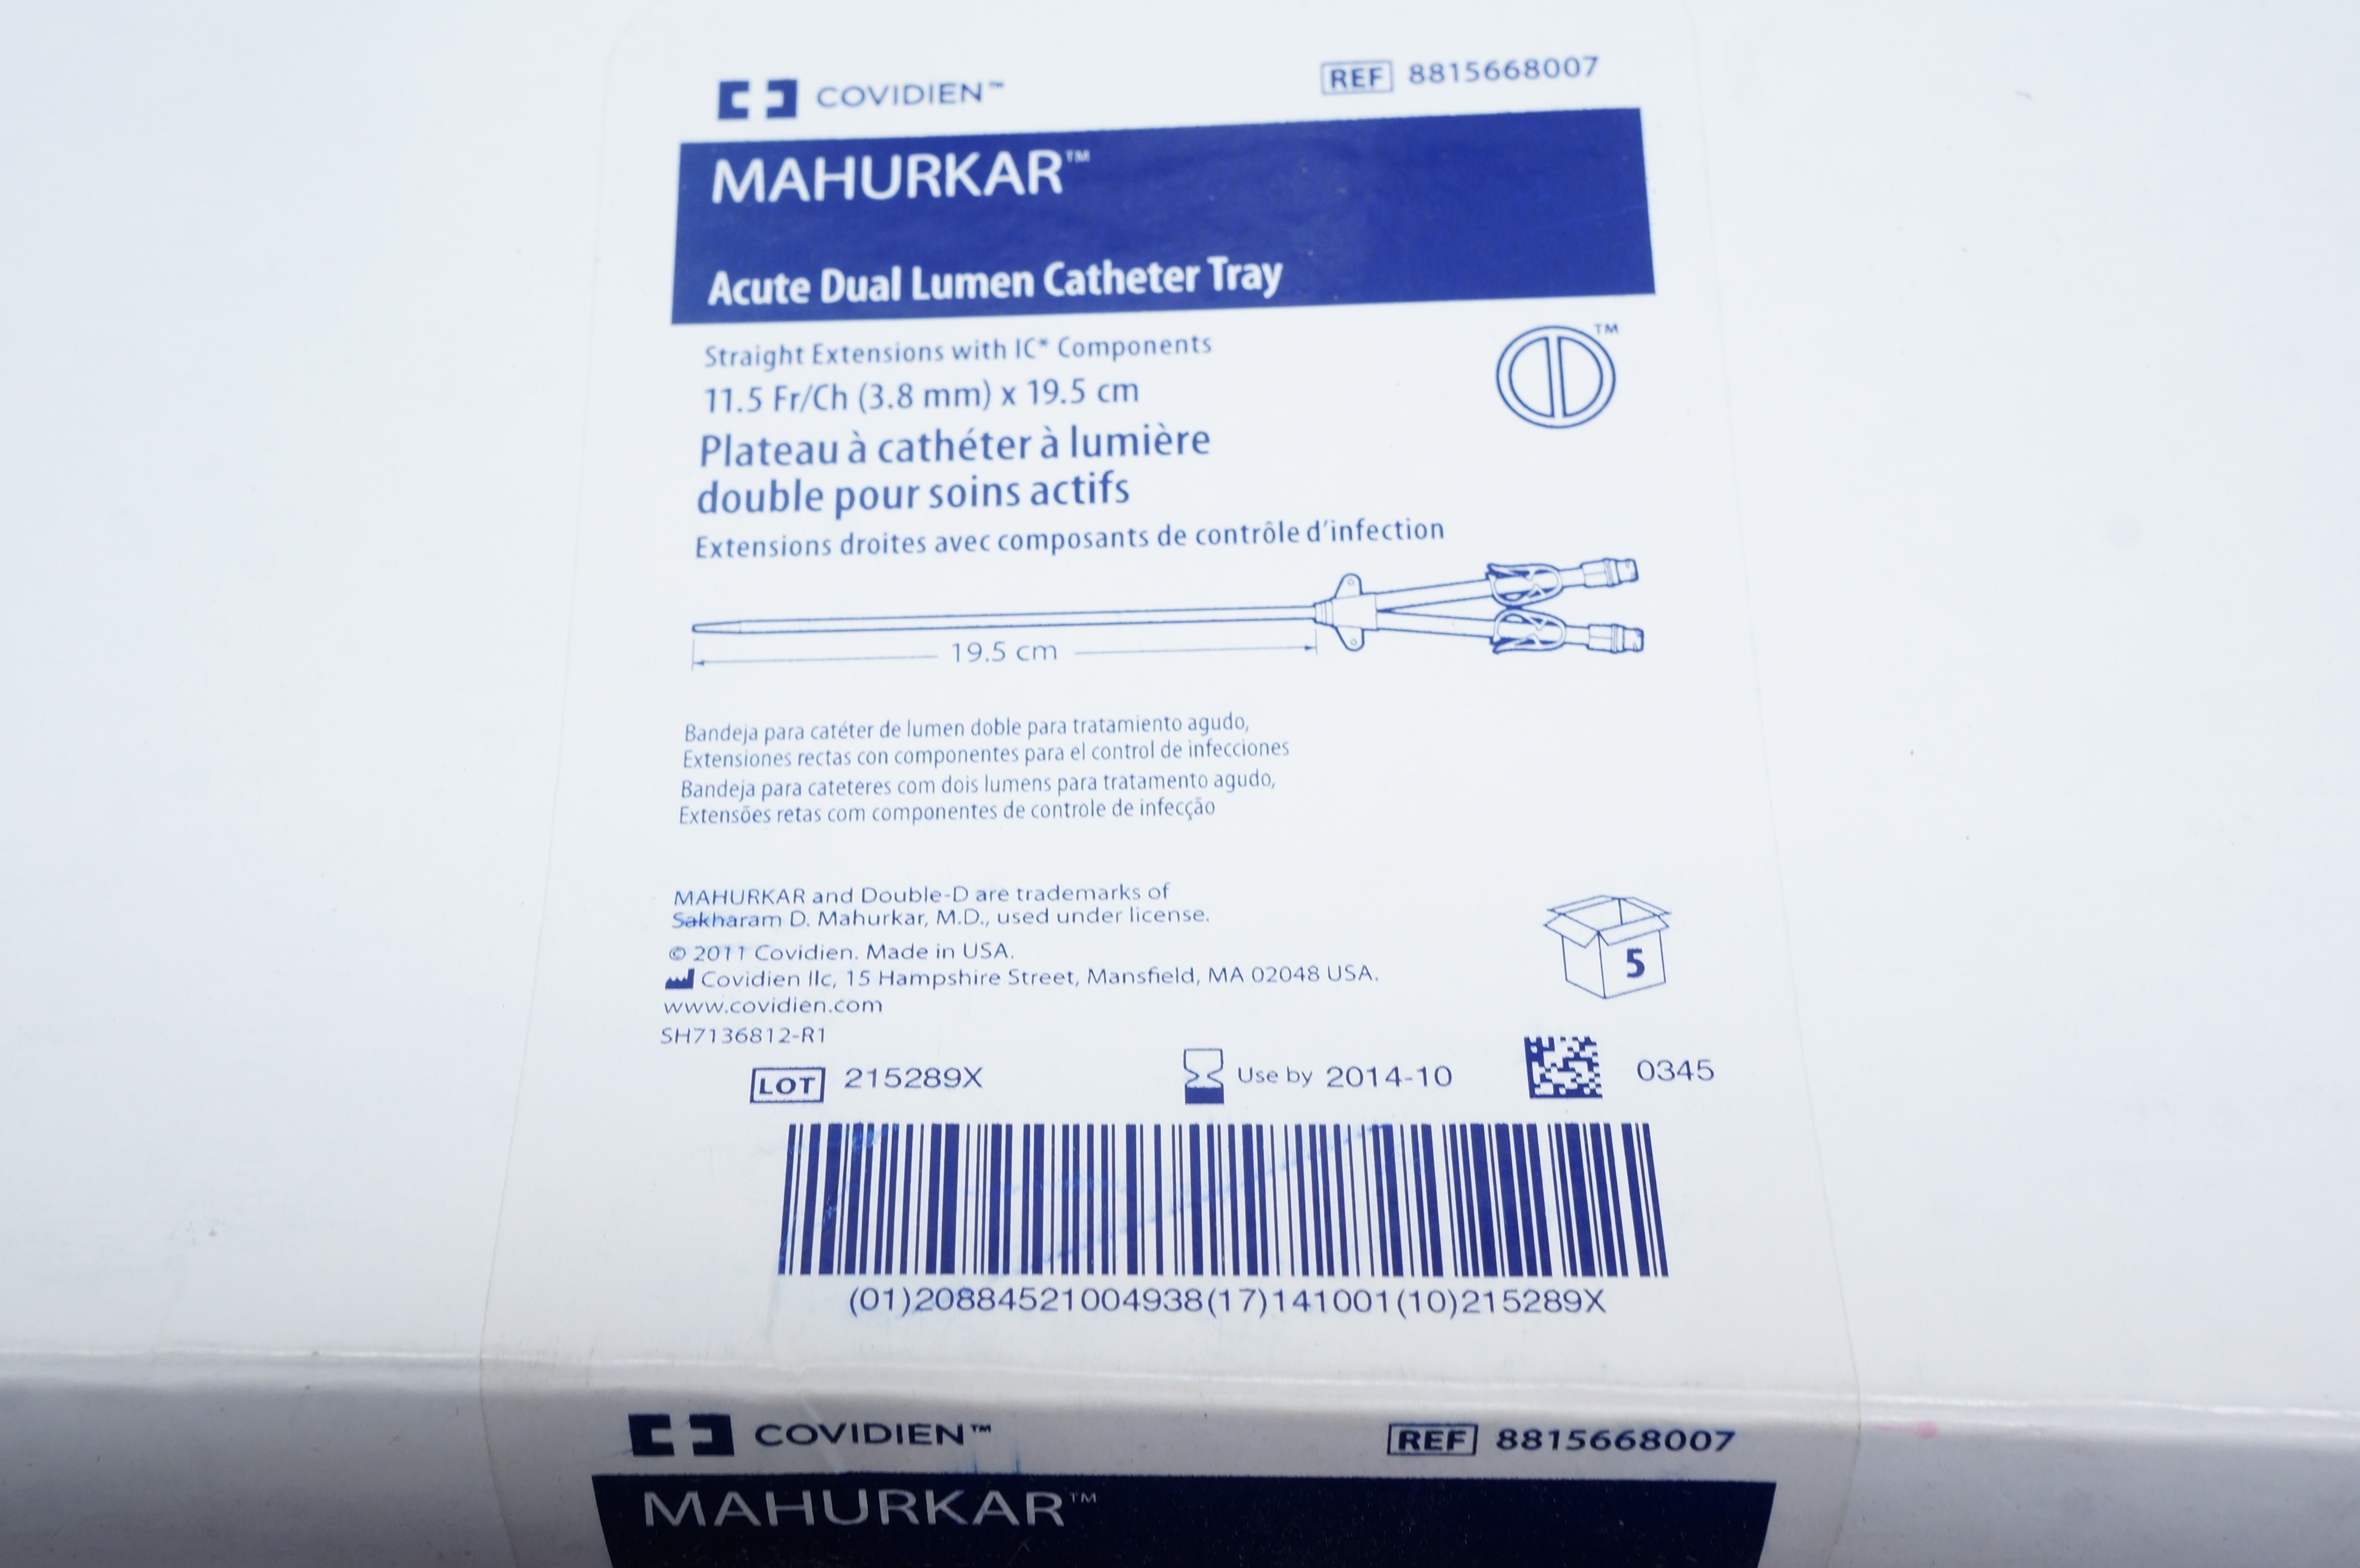 COVIDIEN™
REF 8815668007
MAHURKAR™
Acute Dual Lumen Catheter Tray
Straight Extensions with IC* Components
11.5 Fr/Ch (3.8 mm) x 19.5 cm
TM
Plateau à cathéter à lumière
double pour soins actifs
Extensions droites avec composants de contrôle d'infection
19.5 cm
Bandeja para catéter de lumen doble para tratamiento agudo,
Extensiones rectas con componentes para el control de infecciones
Bandeja para cateteres com dois lumens para tratamento agudo,
Extensões retas com componentes de controle de infecção
MAHURKAR and Double-D are trademarks of
Sakharam D. Mahurkar, M.D., used under license.
© 2011 Covidien. Made in USA.
Covidien llc, 15 Hampshire Street, Mansfield, MA 02048 USA.
www.covidien.com
SH7136812-R1
5
LOT 215289X
Use by 2014-10
0345
(01)20884521004938(17)141001(10)215289X
COVIDIEN™
REF 8815668007
MAHURKAR™